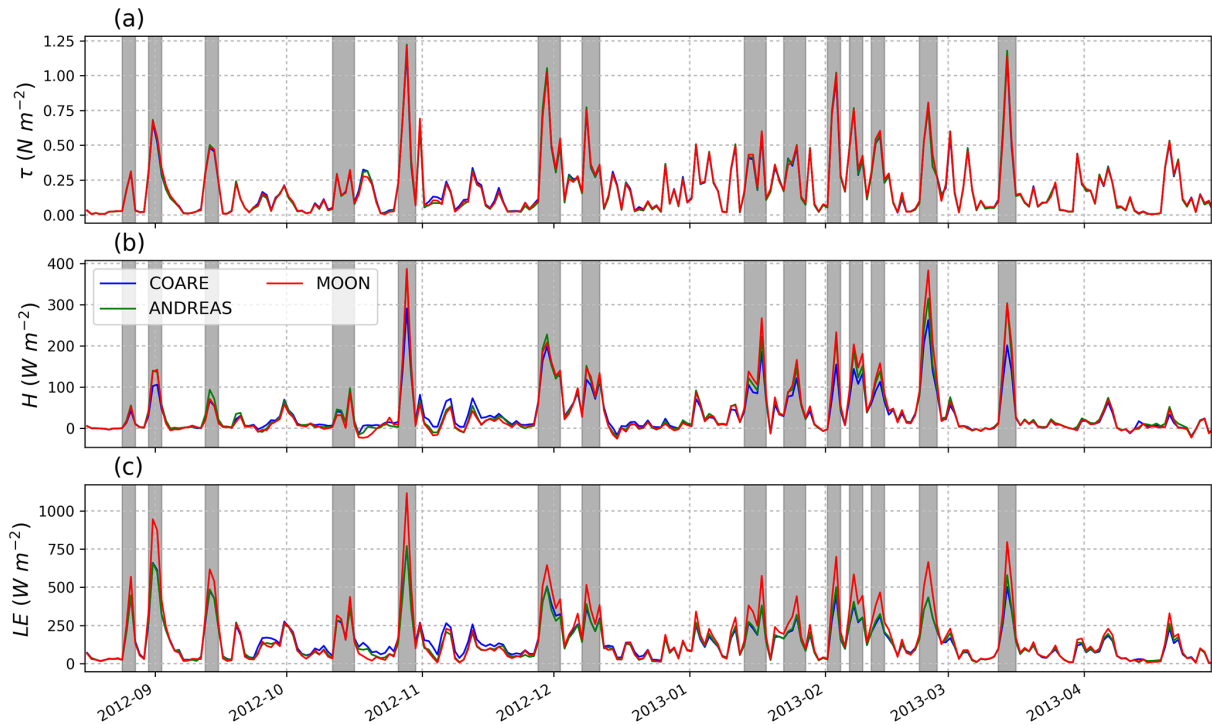 (a)
1.25
1.00
0.75
0.50
0.25
0.00
τ (N m⁻²)
(b)
400
300
200
100
0
H (W m⁻²)
COARE
ANDREAS
MOON
(c)
1000
750
500
250
0
LE (W m⁻²)
2012-09
2012-10
2012-11
2012-12
2013-01
2013-02
2013-03
2013-04